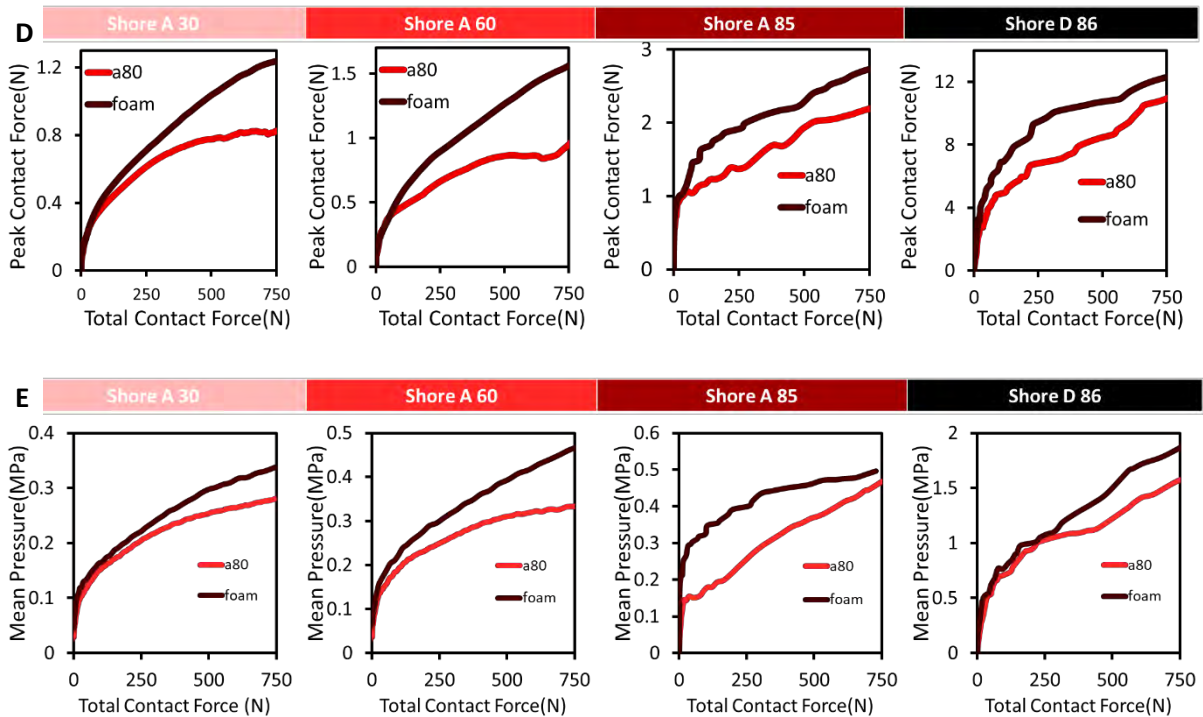 D
Shore A 30 Shore A 60 Shore A 85 Shore D 86
Peak Contact Force(N)
1.2
0.8
0.4
0
a80
foam
0 250 500 750
Total Contact Force(N)
Peak Contact Force(N)
1.5
1
0.5
0
a80
foam
0 250 500 750
Total Contact Force(N)
Peak Contact Force(N)
3
2
1
0
a80
foam
0 250 500 750
Total Contact Force(N)
Peak Contact Force(N)
12
8
4
0
a80
foam
0 250 500 750
Total Contact Force(N)
E
Shore A 30 Shore A 60 Shore A 85 Shore D 86
Mean Pressure(MPa)
0.4
0.3
0.2
0.1
0
a80
foam
0 250 500 750
Total Contact Force (N)
Mean Pressure(MPa)
0.5
0.4
0.3
0.2
0.1
0
a80
foam
0 250 500 750
Total Contact Force (N)
Mean Pressure(MPa)
0.6
0.5
0.4
0.3
0.2
0.1
0
a80
foam
0 250 500 750
Total Contact Force (N)
Mean Pressure(MPa)
2
1.5
1
0.5
0
a80
foam
0 250 500 750
Total Contact Force (N)